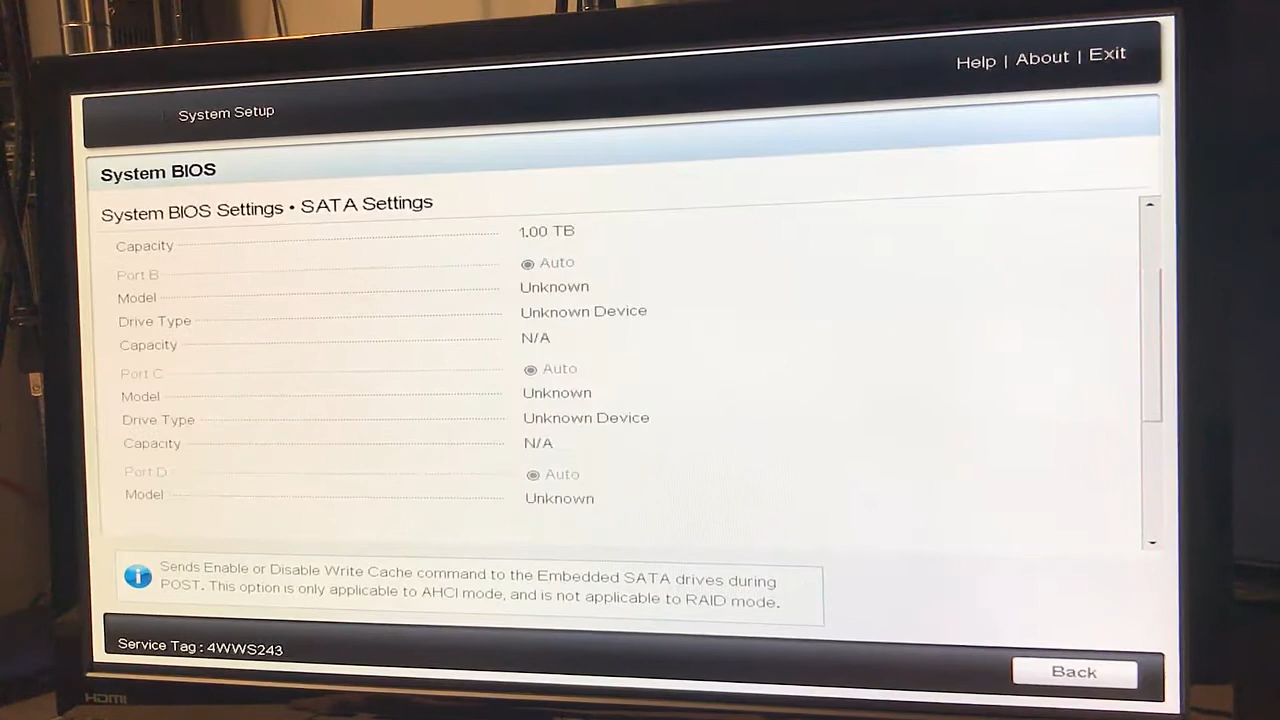 Help | About | Exit
System Setup
System BIOS
System BIOS Settings • SATA Settings
Capacity 1.00 TB
Port B Auto
Model Unknown
Drive Type Unknown Device
Capacity N/A
Port C Auto
Model Unknown
Drive Type Unknown Device
Capacity N/A
Port D Auto
Model Unknown
Sends Enable or Disable Write Cache command to the Embedded SATA drives during
POST. This option is only applicable to AHCI mode, and is not applicable to RAID mode.
Service Tag : 4WWS243
Back
HDMI